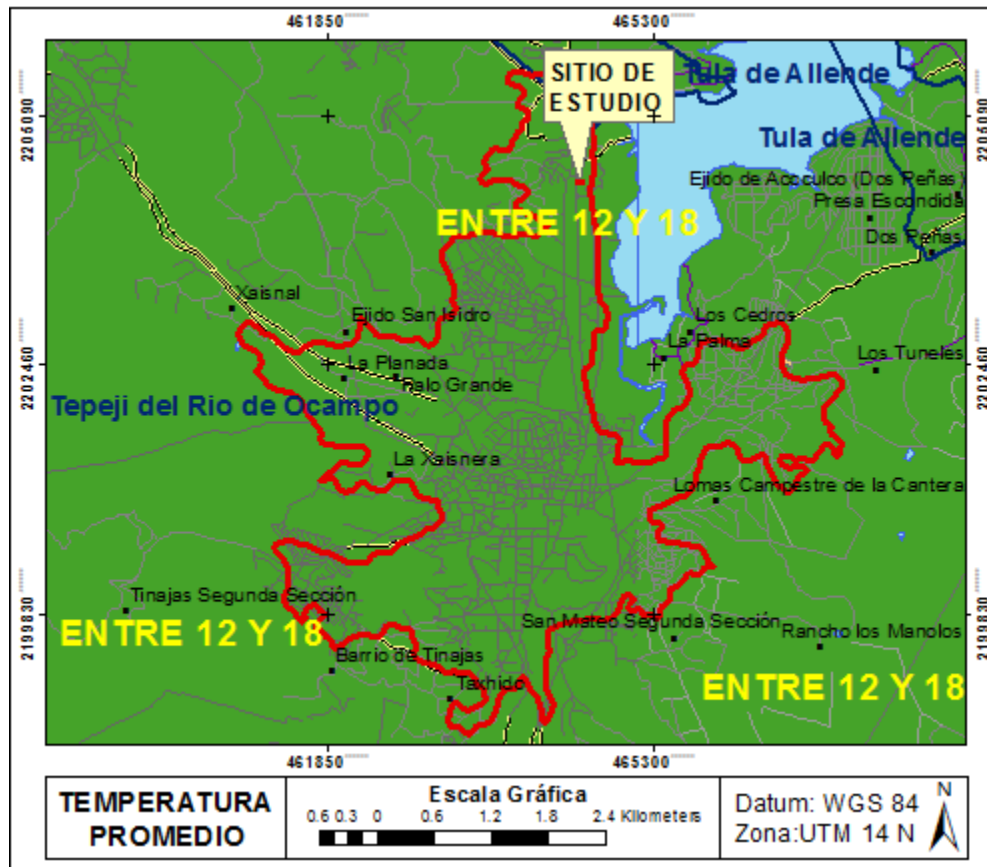 461850
465300
SITIO DE
ESTUDIO
Tula de Allende
Tula de Allende
2205090
2205090
Ejido de Acoculco (Dos Peñas)
Presa Escondida
ENTRE 12 Y 18
Dos Peñas
Xaisnal
Ejido San Isidro
Los Cedros
La Palma
La Planada
Los Tuneles
2202460
2202460
Palo Grande
Tepeji del Rio de Ocampo
La Xaisnera
Lomas Campestre de la Cantera
Tinajas Segunda Sección
2199830
2199830
San Mateo Segunda Sección
ENTRE 12 Y 18
Rancho los Manolos
Barrio de Tinajas
ENTRE 12 Y 18
Taxhido
461850
465300
TEMPERATURA
PROMEDIO
Escala Gráfica
0.6 0.3 0 0.6 1.2 1.8 2.4 Kilometers
Datum: WGS 84
Zona:UTM 14 N
N